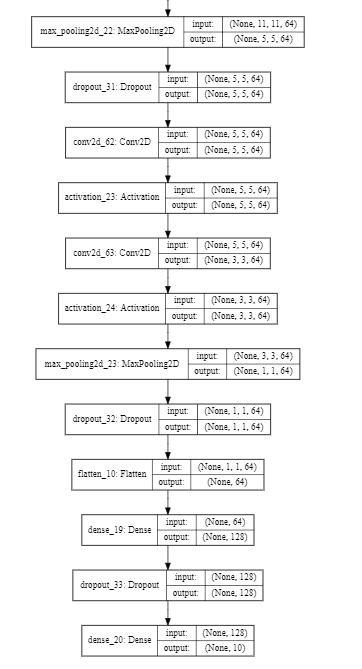 max_pooling2d_22: MaxPooling2D input: (None, 11, 11, 64)
output: (None, 5, 5, 64)
dropout_31: Dropout input: (None, 5, 5, 64)
output: (None, 5, 5, 64)
conv2d_62: Conv2D input: (None, 5, 5, 64)
output: (None, 5, 5, 64)
activation_23: Activation input: (None, 5, 5, 64)
output: (None, 5, 5, 64)
conv2d_63: Conv2D input: (None, 5, 5, 64)
output: (None, 3, 3, 64)
activation_24: Activation input: (None, 3, 3, 64)
output: (None, 3, 3, 64)
max_pooling2d_23: MaxPooling2D input: (None, 3, 3, 64)
output: (None, 1, 1, 64)
dropout_32: Dropout input: (None, 1, 1, 64)
output: (None, 1, 1, 64)
flatten_10: Flatten input: (None, 1, 1, 64)
output: (None, 64)
dense_19: Dense input: (None, 64)
output: (None, 128)
dropout_33: Dropout input: (None, 128)
output: (None, 128)
dense_20: Dense input: (None, 128)
output: (None, 10)